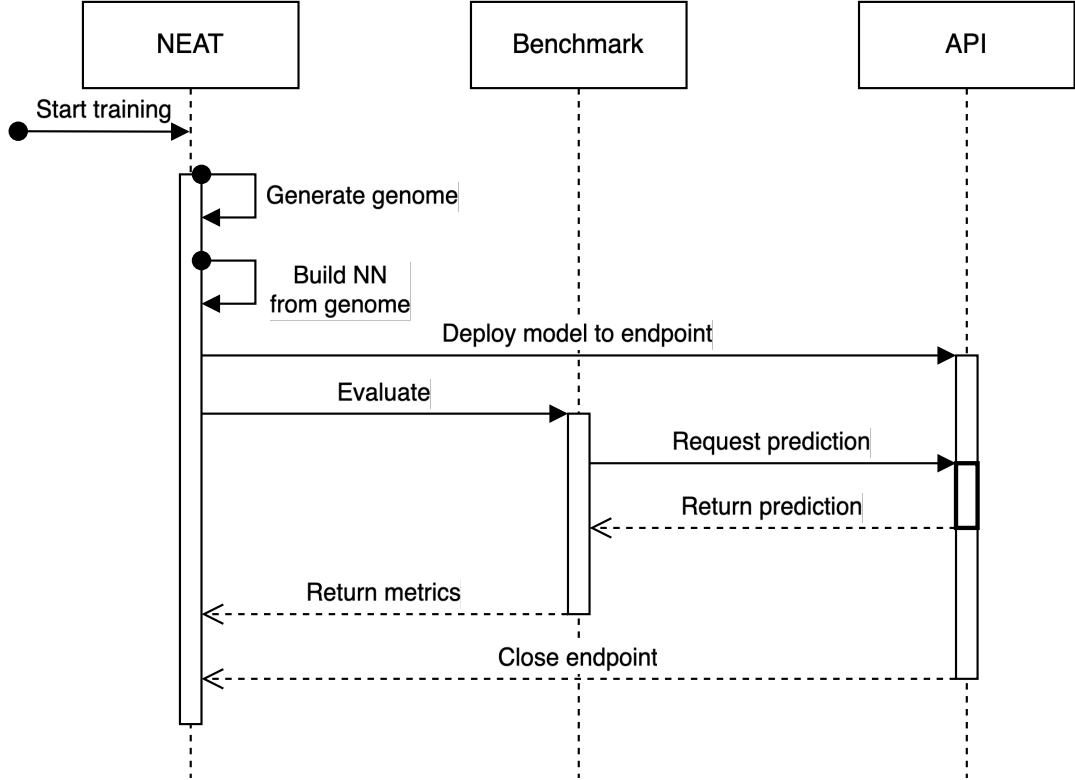 NEAT
Benchmark
API
Start training
Generate genome
Build NN
from genome
Deploy model to endpoint
Evaluate
Request prediction
Return prediction
Return metrics
Close endpoint